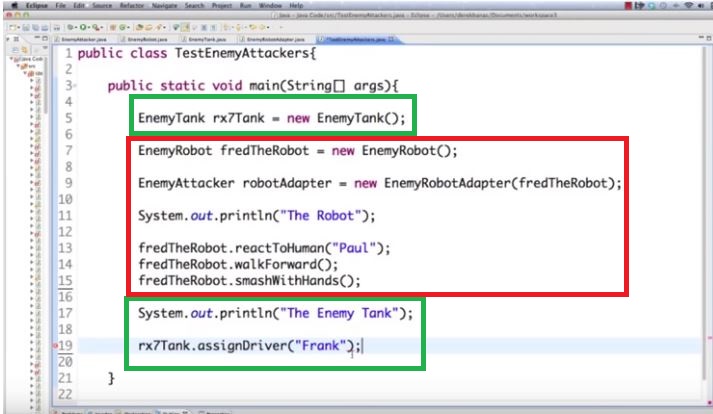 Eclipse File Edit Source Refactor Navigate Search Project Run Window Help
Java - Java Code/src/TestEnemyAttackers.java - Eclipse - /Users/derekbanas/Documents/workspace3
EnemyAttacker.java EnemyRobot.java EnemyTank.java EnemyRobotAdapter.java *TestEnemyAttackers.java
1 public class TestEnemyAttackers{
2
3 public static void main(String[] args){
4
5 EnemyTank rx7Tank = new EnemyTank();
6
7 EnemyRobot fredTheRobot = new EnemyRobot();
8
9 EnemyAttacker robotAdapter = new EnemyRobotAdapter(fredTheRobot);
10
11 System.out.println("The Robot");
12
13 fredTheRobot.reactToHuman("Paul");
14 fredTheRobot.walkForward();
15 fredTheRobot.smashWithHands();
16
17 System.out.println("The Enemy Tank");
18
19 rx7Tank.assignDriver("Frank");
20
21 }
22